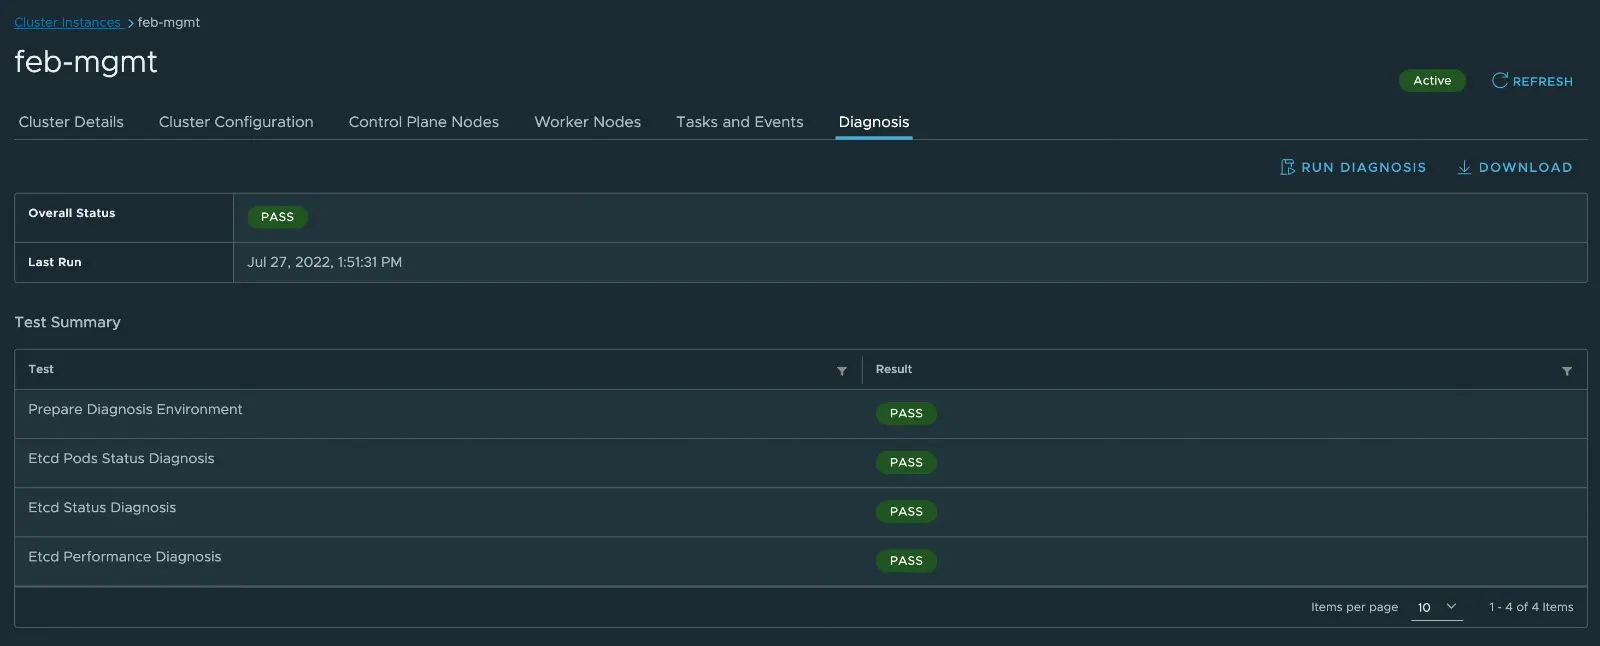 Cluster Instances > feb-mgmt
feb-mgmt
Active REFRESH
Cluster Details Cluster Configuration Control Plane Nodes Worker Nodes Tasks and Events Diagnosis
RUN DIAGNOSIS DOWNLOAD
Overall Status PASS
Last Run Jul 27, 2022, 1:51:31 PM
Test Summary
Test Result
Prepare Diagnosis Environment PASS
Etcd Pods Status Diagnosis PASS
Etcd Status Diagnosis PASS
Etcd Performance Diagnosis PASS
Items per page 10 1 - 4 of 4 Items